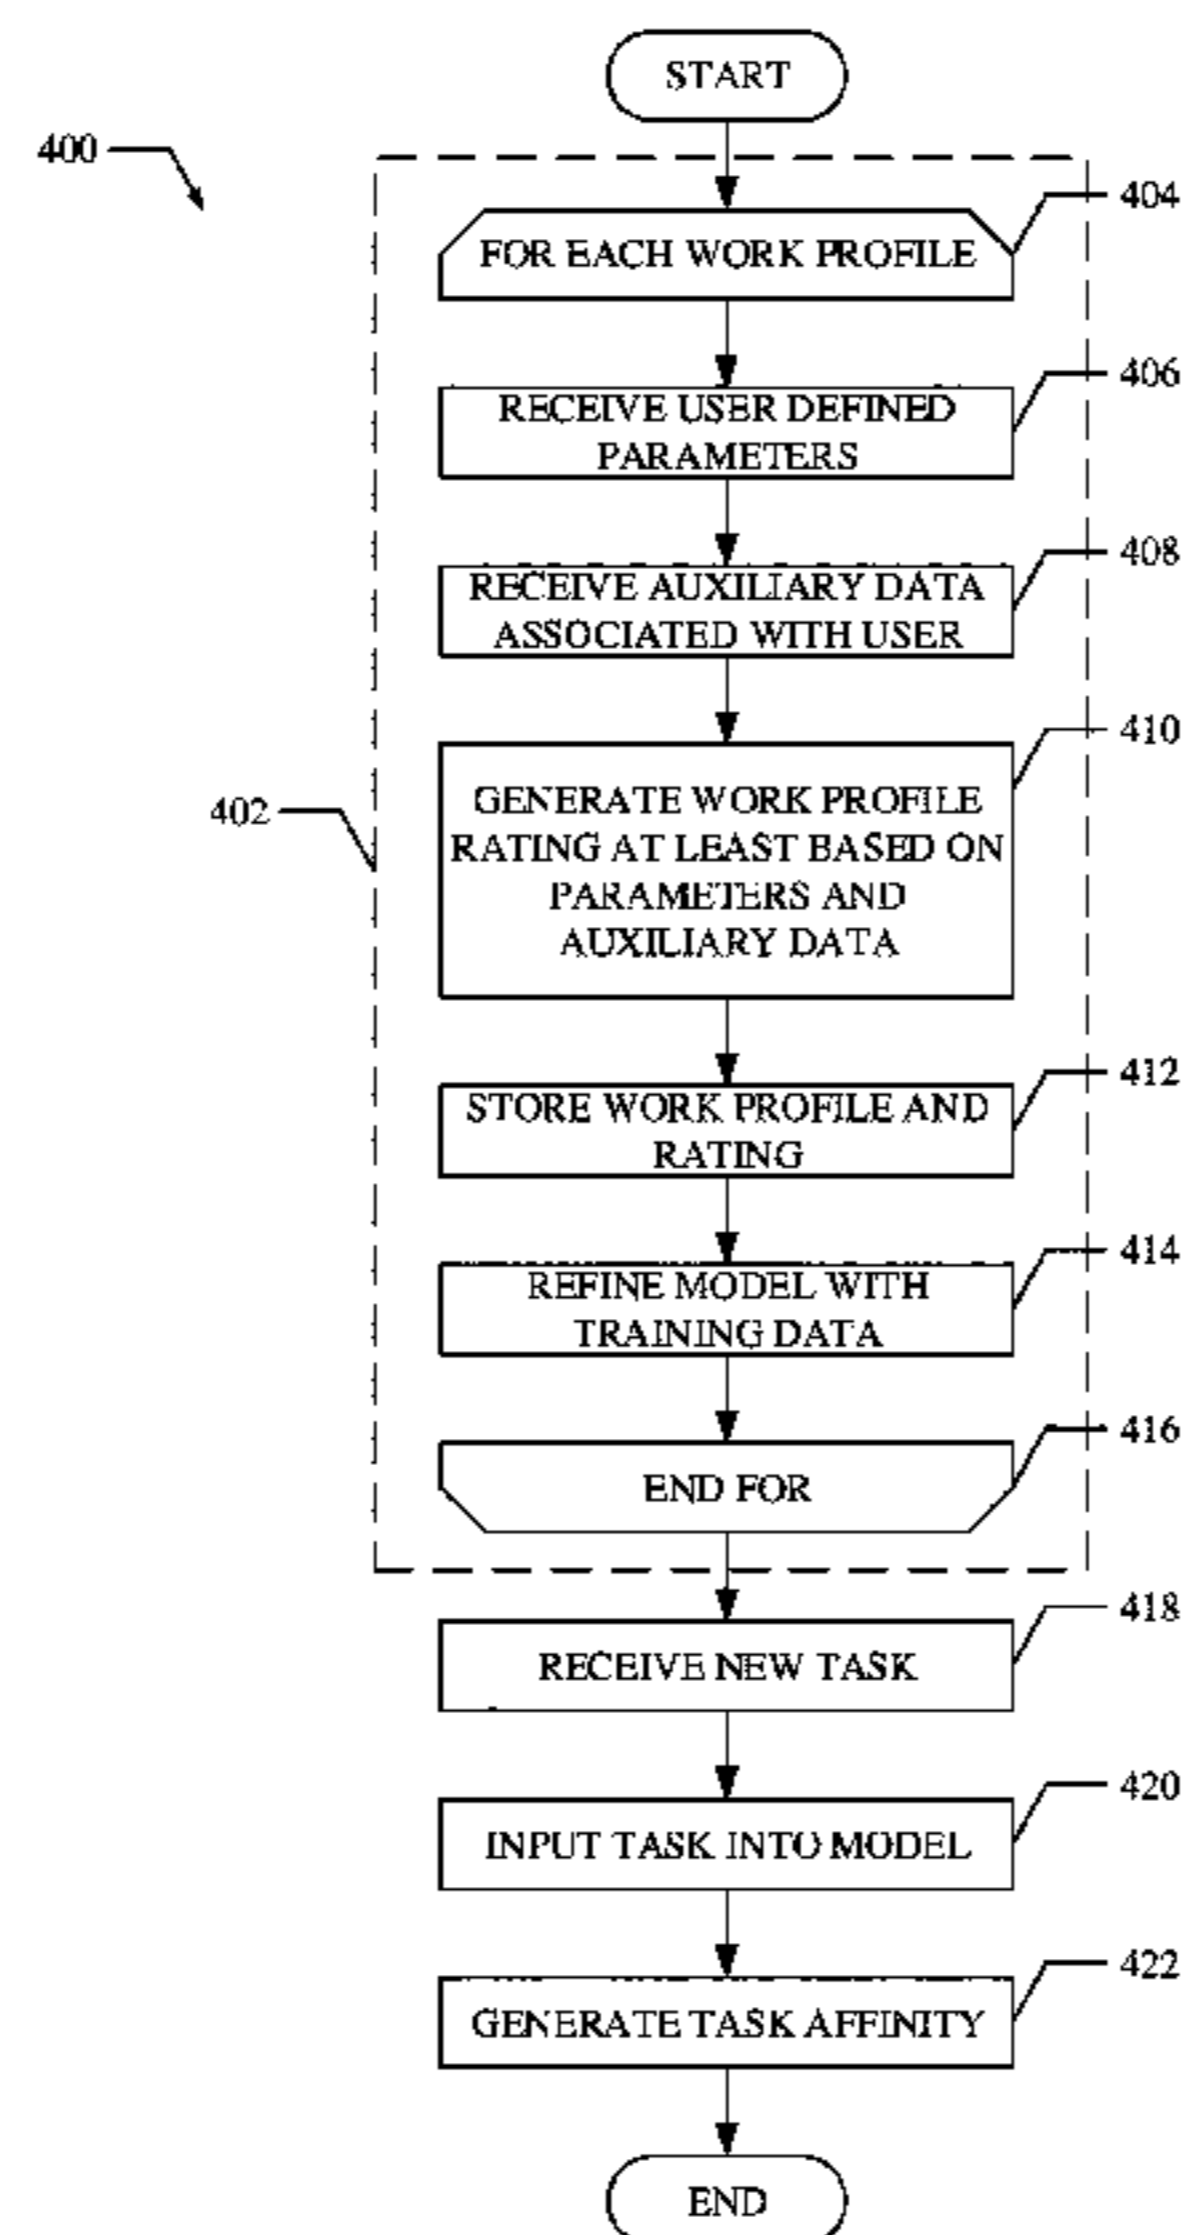 START
400
404
FOR EACH WORK PROFILE
406
RECEIVE USER DEFINED
PARAMETERS
408
RECEIVE AUXILIARY DATA
ASSOCIATED WITH USER
410
402
GENERATE WORK PROFILE
RATING AT LEAST BASED ON
PARAMETERS AND
AUXILIARY DATA
412
STORE WORK PROFILE AND
RATING
414
REFINE MODEL WITH
TRAINING DATA
416
END FOR
418
RECEIVE NEW TASK
420
INPUT TASK INTO MODEL
422
GENERATE TASK AFFINITY
END